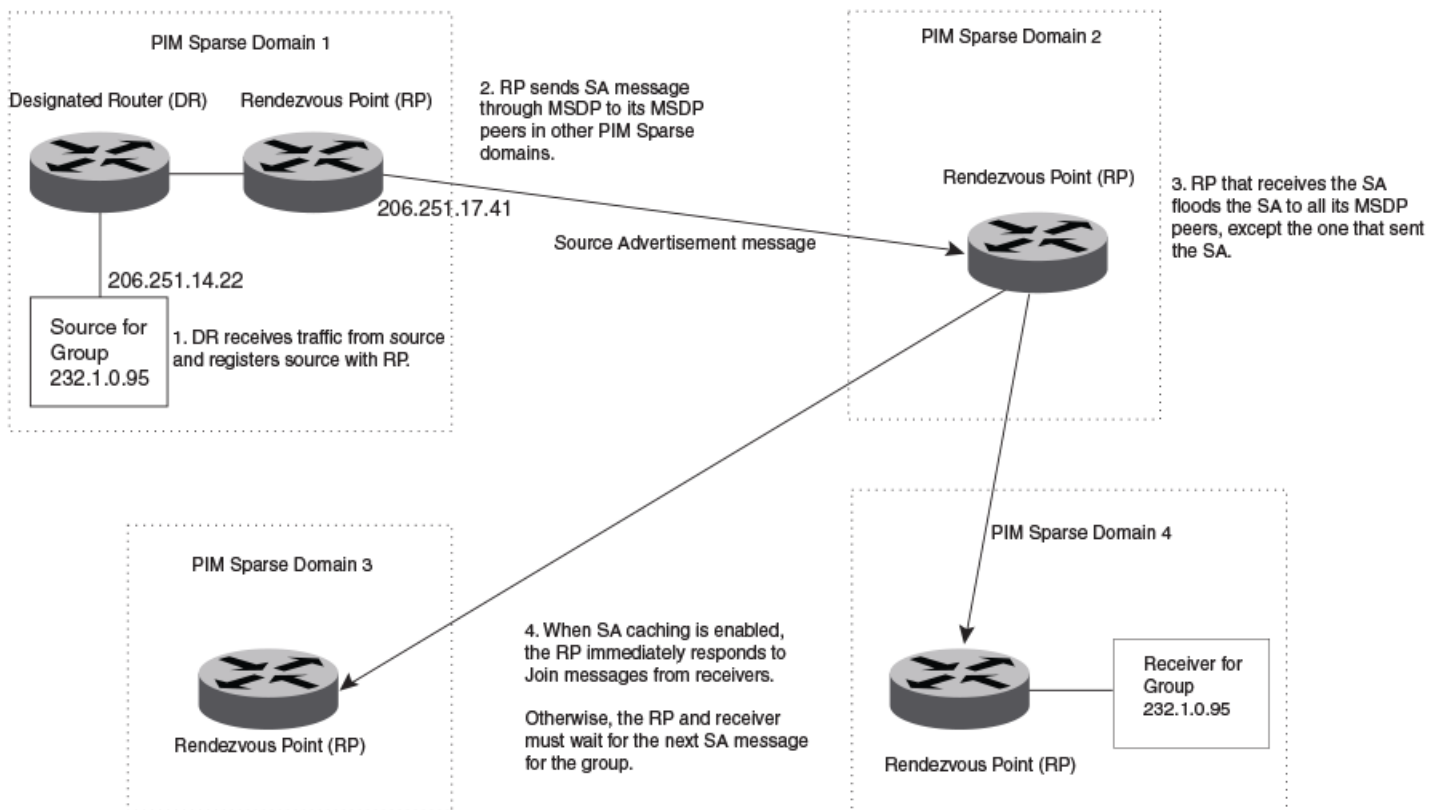 PIM Sparse Domain 1
Designated Router (DR)
Rendezvous Point (RP)
206.251.17.41
206.251.14.22
Source for
Group
232.1.0.95
1. DR receives traffic from source
and registers source with RP.
2. RP sends SA message
through MSDP to its MSDP
peers in other PIM Sparse
domains.
Source Advertisement message
PIM Sparse Domain 2
Rendezvous Point (RP)
3. RP that receives the SA
floods the SA to all its MSDP
peers, except the one that sent
the SA.
PIM Sparse Domain 3
Rendezvous Point (RP)
4. When SA caching is enabled,
the RP immediately responds to
Join messages from receivers.
Otherwise, the RP and receiver
must wait for the next SA message
for the group.
PIM Sparse Domain 4
Rendezvous Point (RP)
Receiver for
Group
232.1.0.95